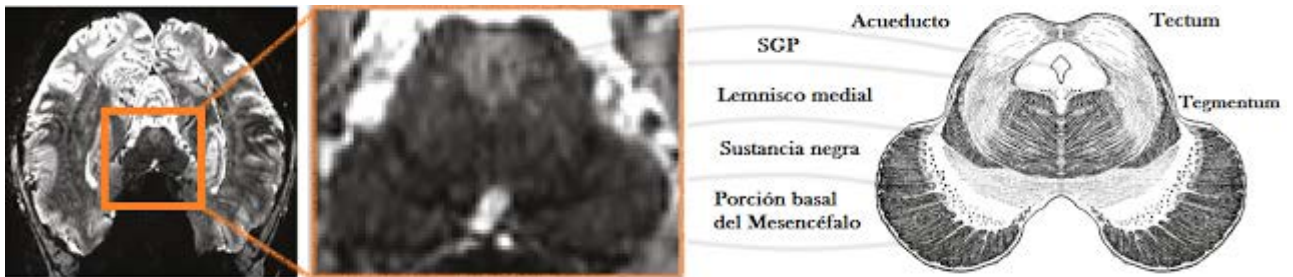 Acueducto
SGP
Lemnisco medial
Sustancia negra
Porción basal
del Mesencéfalo
Tectum
Tegmentum